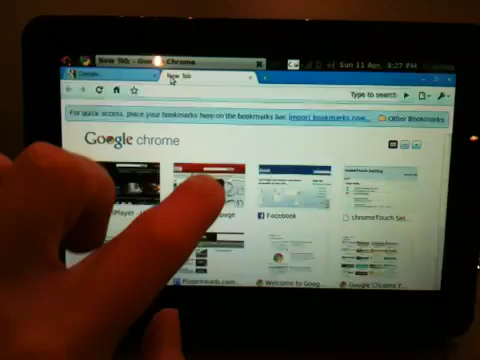 New Tab - Google Chrome
Sun 11 Apr, 8:27 PM
Google
New Tab
Type to search
For quick access, place your bookmarks here on the bookmarks bar. Import bookmarks now...
Other Bookmarks
Google chrome
iPlayer
page
Facebook
chromeTouch
Welcome to Goog
Google Chrome